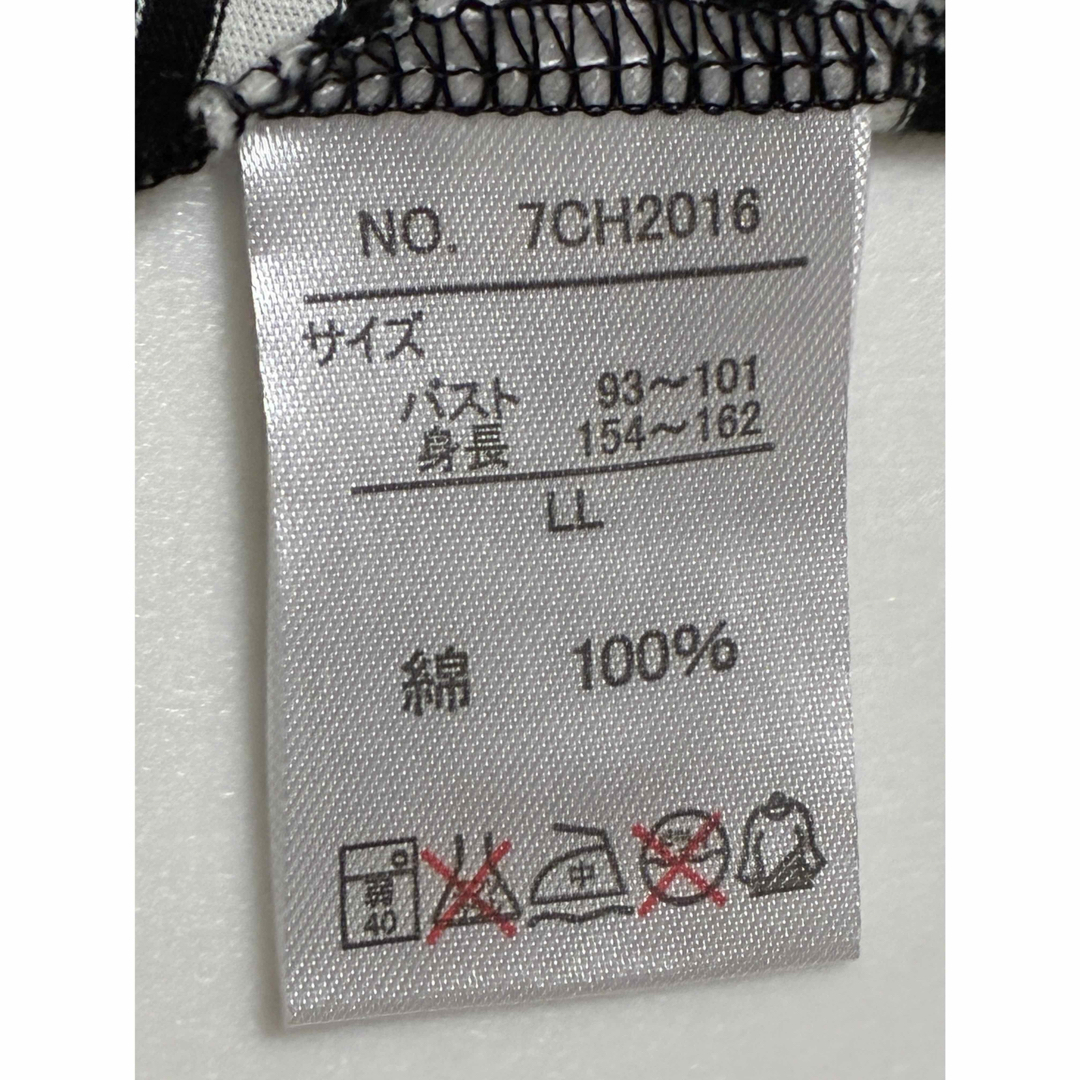 NO. 7CH2016
サイズ
バスト 93〜101
身長 154〜162
LL
綿 100%
弱
40
中